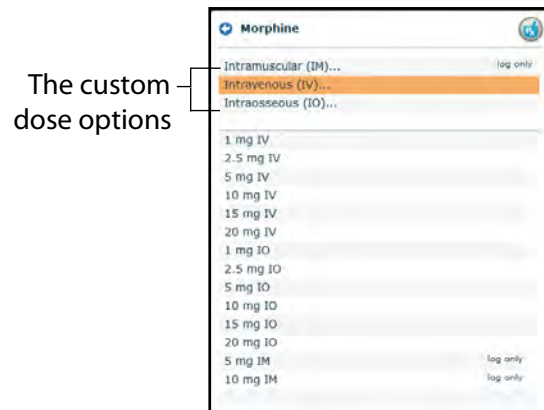 Morphine
Intramuscular (IM)... log only
Intravenous (IV)...
Intraosseous (IO)...
The custom
dose options
1 mg IV
2.5 mg IV
5 mg IV
10 mg IV
15 mg IV
20 mg IV
1 mg IO
2.5 mg IO
5 mg IO
10 mg IO
15 mg IO
20 mg IO
5 mg IM log only
10 mg IM log only